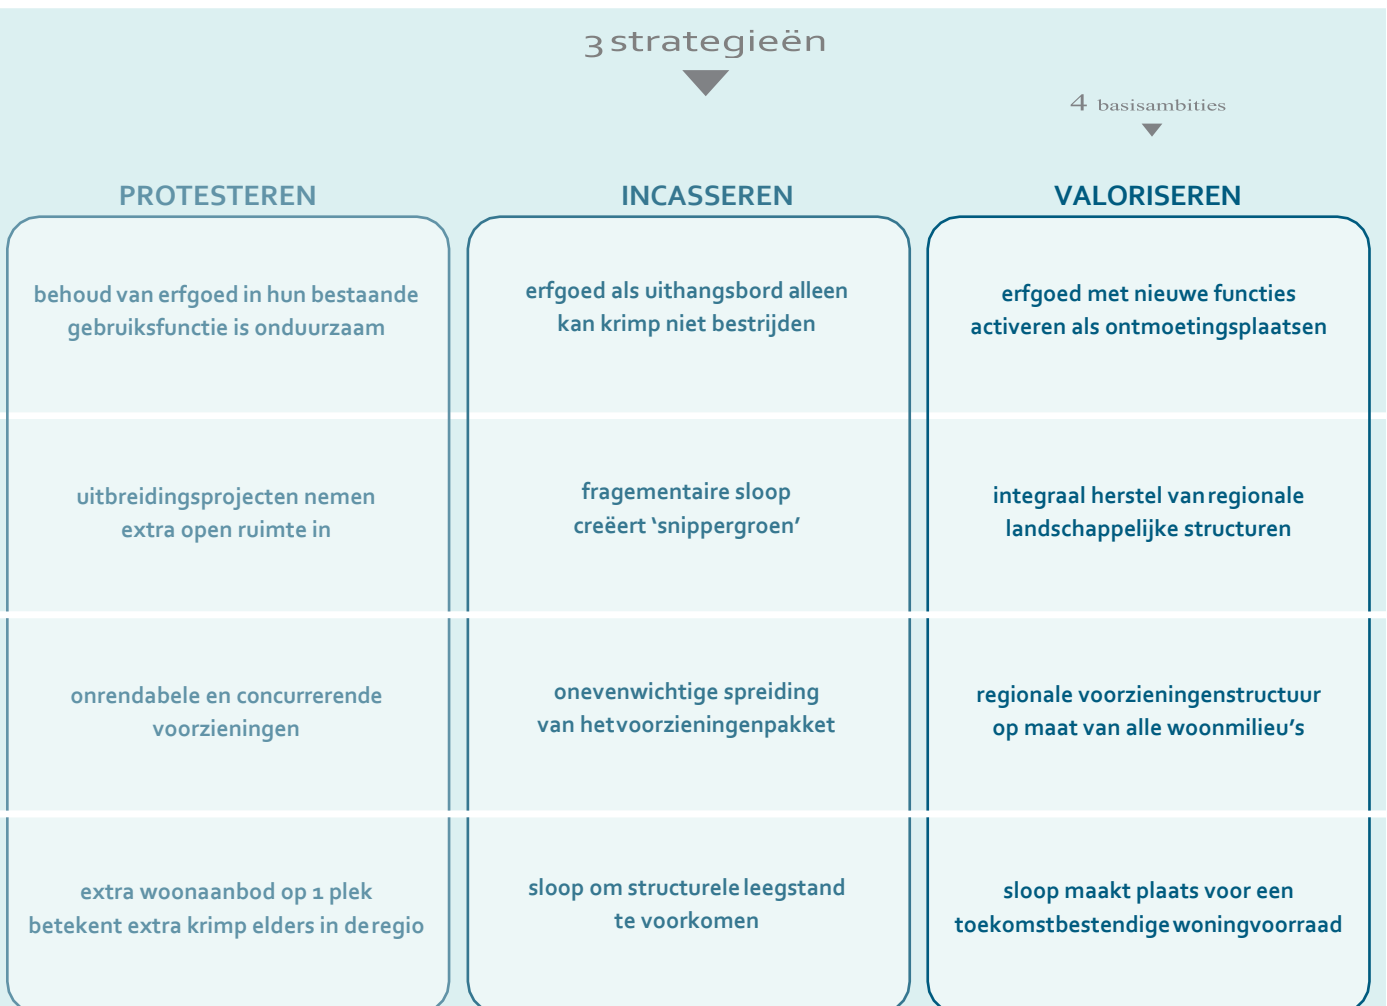 3 strategieën
4 basisambities
PROTESTEREN
INCASSEREN
VALORISEREN
behoud van erfgoed in hun bestaande
gebruiksfunctie is onduurzaam
erfgoed als uithangsbord alleen
kan krimp niet bestrijden
erfgoed met nieuwe functies
activeren als ontmoetingsplaatsen
uitbreidingsprojecten nemen
extra open ruimte in
fragementaire sloop
creëert ‘snippergroen’
integraal herstel van regionale
landschappelijke structuren
onrendabele en concurrerende
voorzieningen
onevenwichtige spreiding
van het voorzieningenpakket
regionale voorzieningenstructuur
op maat van alle woonmilieu’s
extra woonaanbod op 1 plek
betekent extra krimp elders in de regio
sloop om structurele leegstand
te voorkomen
sloop maakt plaats voor een
toekomstbestendige woningvoorraad